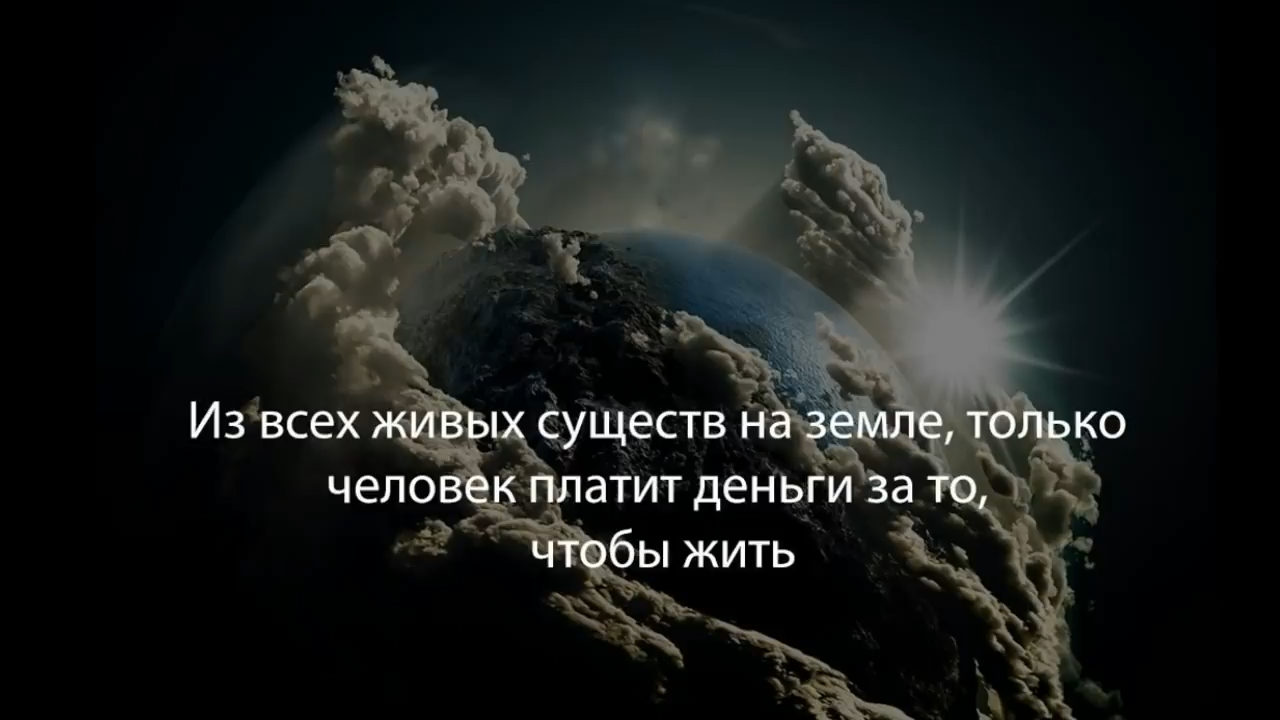 Из всех живых существ на земле, только
человек платит деньги за то,
чтобы жить